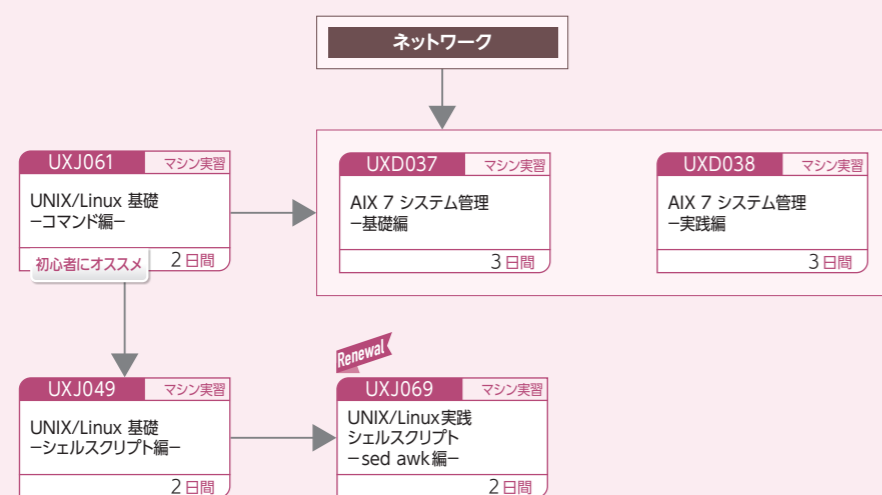 ネットワーク
UXJ061 マシン実習
UNIX/Linux 基礎
−コマンド編−
初心者にオススメ 2日間
UXD037 マシン実習
AIX 7 システム管理
−基礎編
3日間
UXD038 マシン実習
AIX 7 システム管理
−実践編
3日間
UXJ049 マシン実習
UNIX/Linux 基礎
−シェルスクリプト編−
2日間
Renewal
UXJ069 マシン実習
UNIX/Linux実践
シェルスクリプト
−sed awk編−
2日間